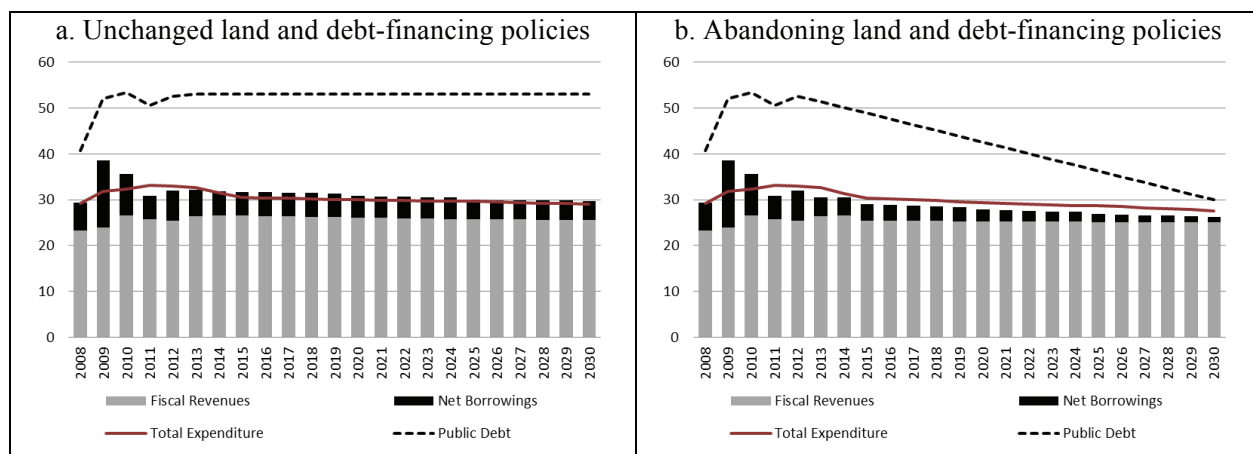 a. Unchanged land and debt-financing policies
60
50
40
30
20
10
0
2008 2009 2010 2011 2012 2013 2014 2015 2016 2017 2018 2019 2020 2021 2022 2023 2024 2025 2026 2027 2028 2029 2030
Fiscal Revenues Net Borrowings
Total Expenditure Public Debt
b. Abandoning land and debt-financing policies
60
50
40
30
20
10
0
2008 2009 2010 2011 2012 2013 2014 2015 2016 2017 2018 2019 2020 2021 2022 2023 2024 2025 2026 2027 2028 2029 2030
Fiscal Revenues Net Borrowings
Total Expenditure Public Debt